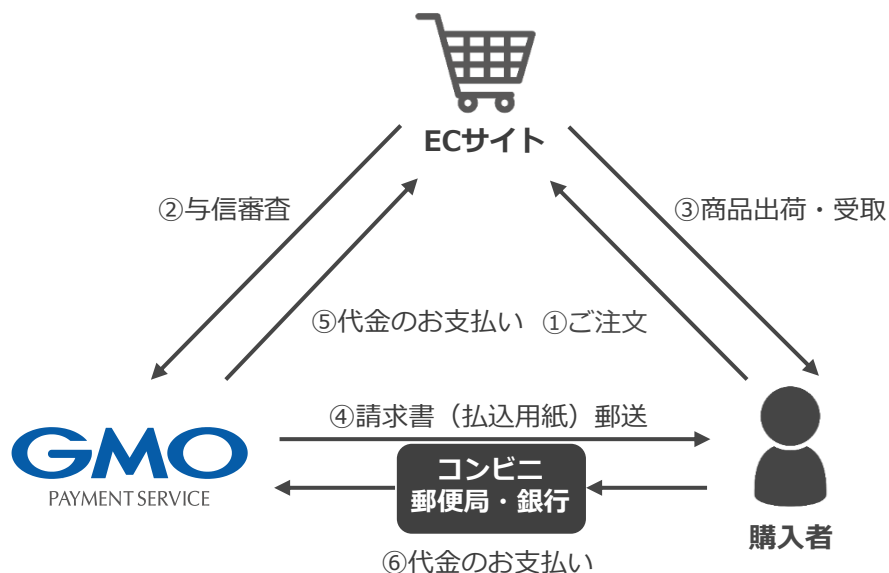 ECサイト
②与信審査
③商品出荷・受取
⑤代金のお支払い
①ご注文
④請求書（払込用紙）郵送
GMO
PAYMENT SERVICE
コンビニ
郵便局・銀行
購入者
⑥代金のお支払い